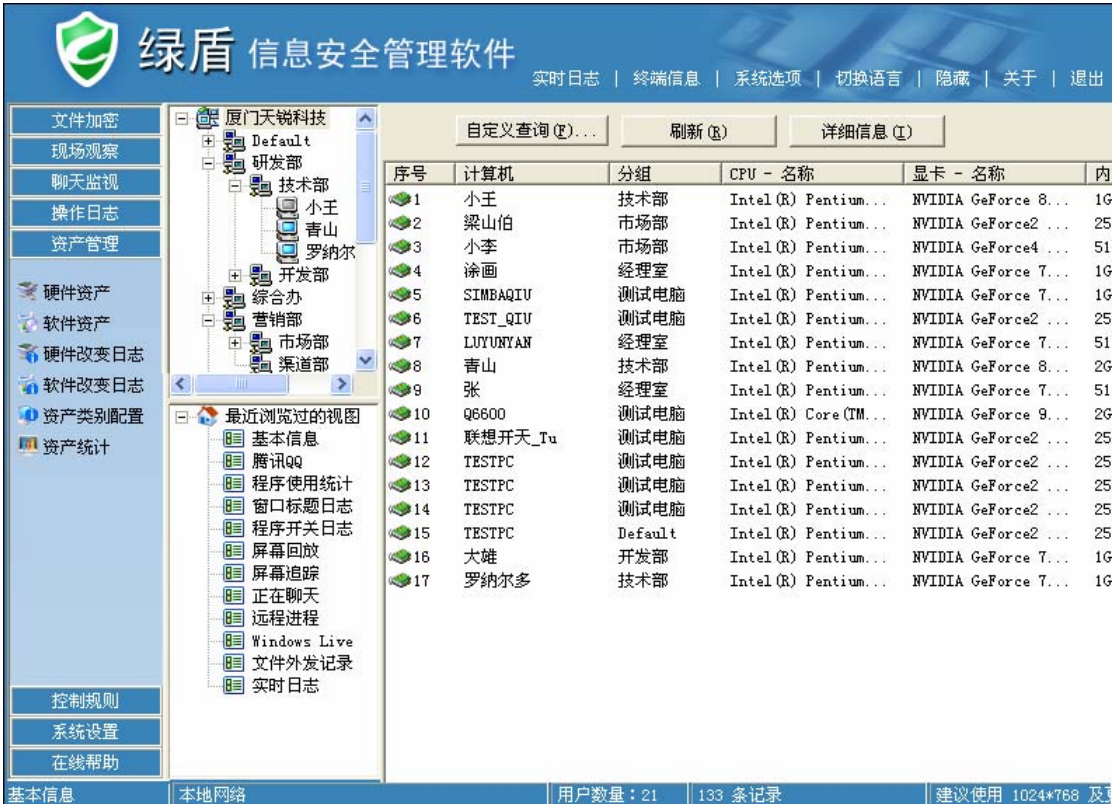 绿盾 信息安全管理软件
实时日志 | 终端信息 | 系统选项 | 切换语言 | 隐藏 | 关于 | 退出
文件加密
现场观察
聊天监视
操作日志
资产管理
硬件资产
软件资产
硬件改变日志
软件改变日志
资产类别配置
资产统计
控制规则
系统设置
在线帮助
厦门天锐科技
Default
研发部
技术部
小王
青山
罗纳尔
开发部
综合办
营销部
市场部
渠道部
最近浏览过的视图
基本信息
腾讯QQ
程序使用统计
窗口标题日志
程序开关日志
屏幕回放
屏幕追踪
正在聊天
远程进程
Windows Live
文件外发记录
实时日志
自定义查询(F)... 刷新(R) 详细信息(I)
序号 计算机 分组 CPU - 名称 显卡 - 名称 内
1 小王 技术部 Intel(R) Pentium... NVIDIA GeForce 8... 1G
2 梁山伯 市场部 Intel(R) Pentium... NVIDIA GeForce2 ... 25
3 小李 市场部 Intel(R) Pentium... NVIDIA GeForce4 ... 51
4 涂画 经理室 Intel(R) Pentium... NVIDIA GeForce 7... 1G
5 SIMBAQIU 测试电脑 Intel(R) Pentium... NVIDIA GeForce 7... 1G
6 TEST_QIU 测试电脑 Intel(R) Pentium... NVIDIA GeForce2 ... 25
7 LUYUNYAN 经理室 Intel(R) Pentium... NVIDIA GeForce 7... 51
8 青山 技术部 Intel(R) Pentium... NVIDIA GeForce 8... 2G
9 张 经理室 Intel(R) Pentium... NVIDIA GeForce 7... 51
10 Q6600 测试电脑 Intel(R) Core(TM... NVIDIA GeForce 9... 2G
11 联想开天_Tu 测试电脑 Intel(R) Pentium... NVIDIA GeForce2 ... 25
12 TESTPC 测试电脑 Intel(R) Pentium... NVIDIA GeForce2 ... 25
13 TESTPC 测试电脑 Intel(R) Pentium... NVIDIA GeForce2 ... 25
14 TESTPC 测试电脑 Intel(R) Pentium... NVIDIA GeForce2 ... 25
15 TESTPC Default Intel(R) Pentium... NVIDIA GeForce2 ... 25
16 大雄 开发部 Intel(R) Pentium... NVIDIA GeForce 7... 1G
17 罗纳尔多 技术部 Intel(R) Pentium... NVIDIA GeForce 7... 1G
基本信息 本地网络 用户数量：21 133 条记录 建议使用 1024*768 及